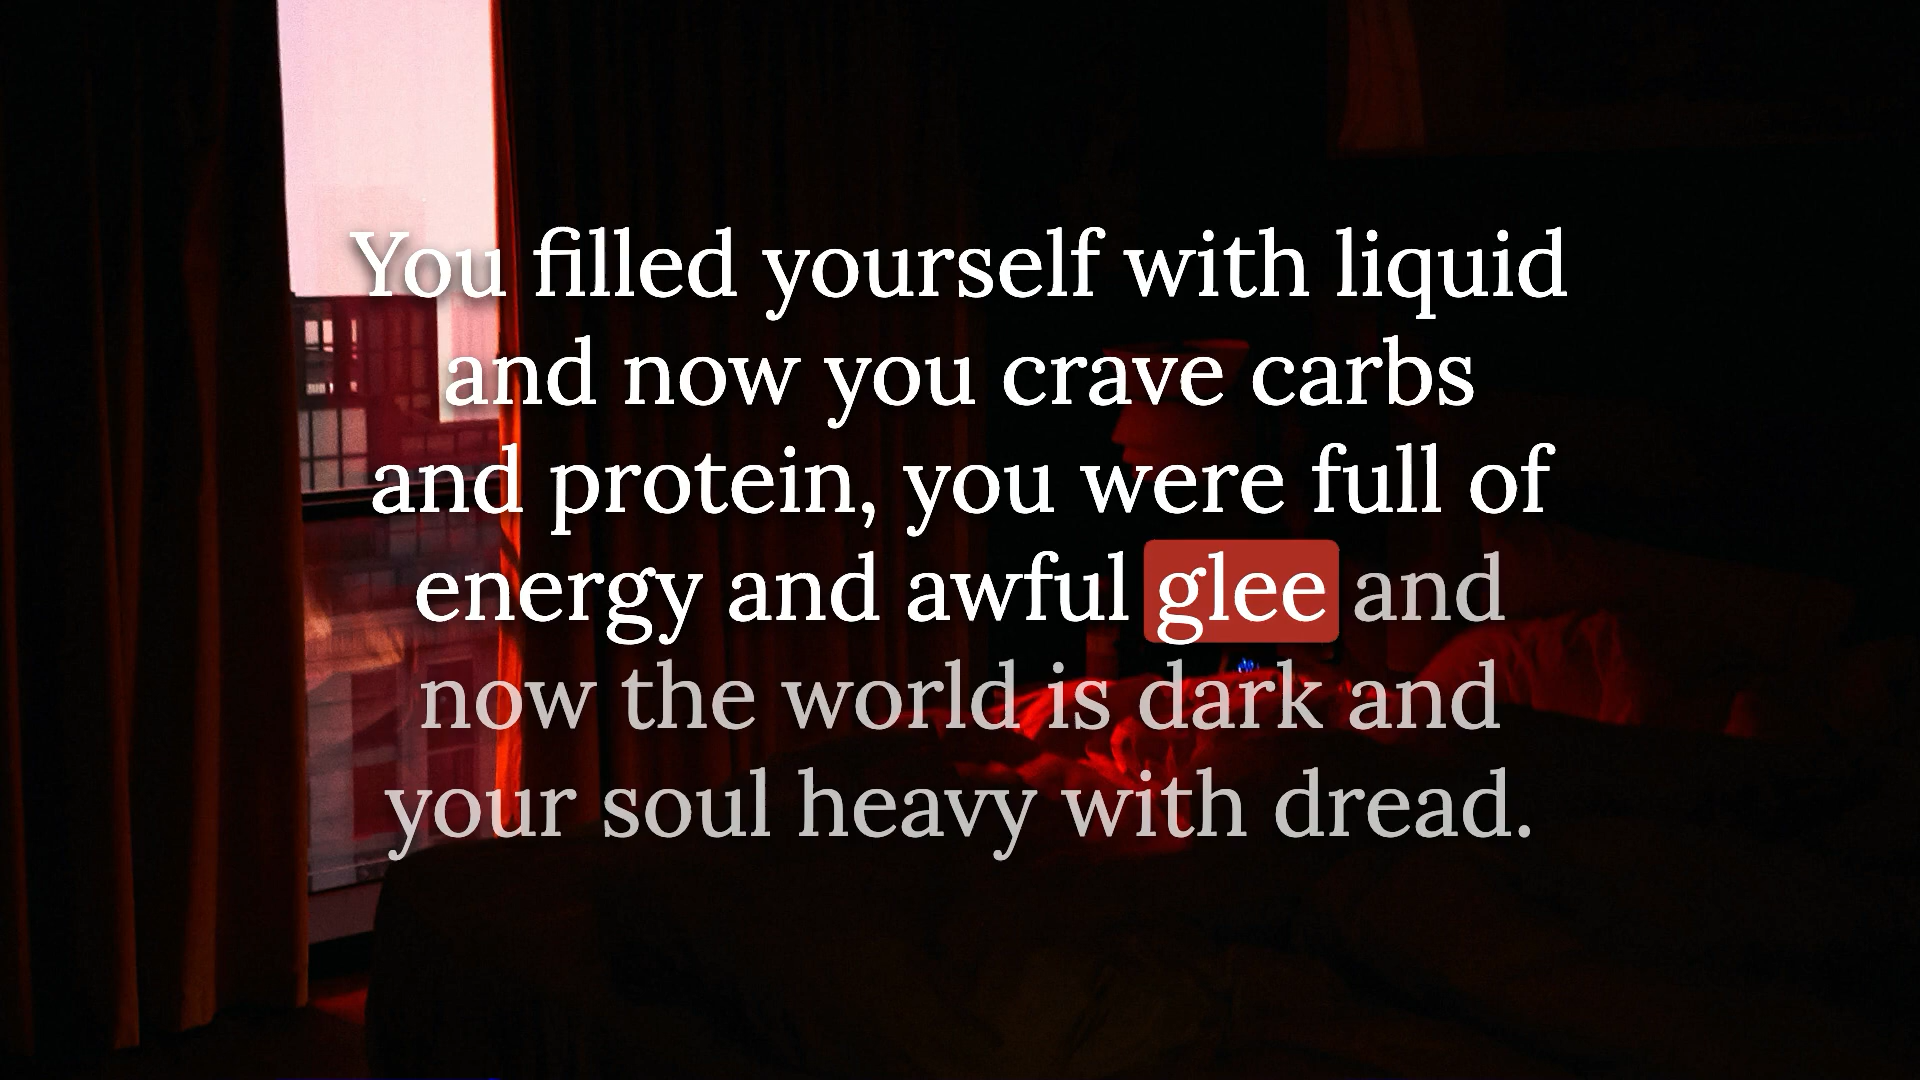 You filled yourself with liquid
and now you crave carbs
and protein, you were full of
energy and awful glee and
now the world is dark and
your soul heavy with dread.